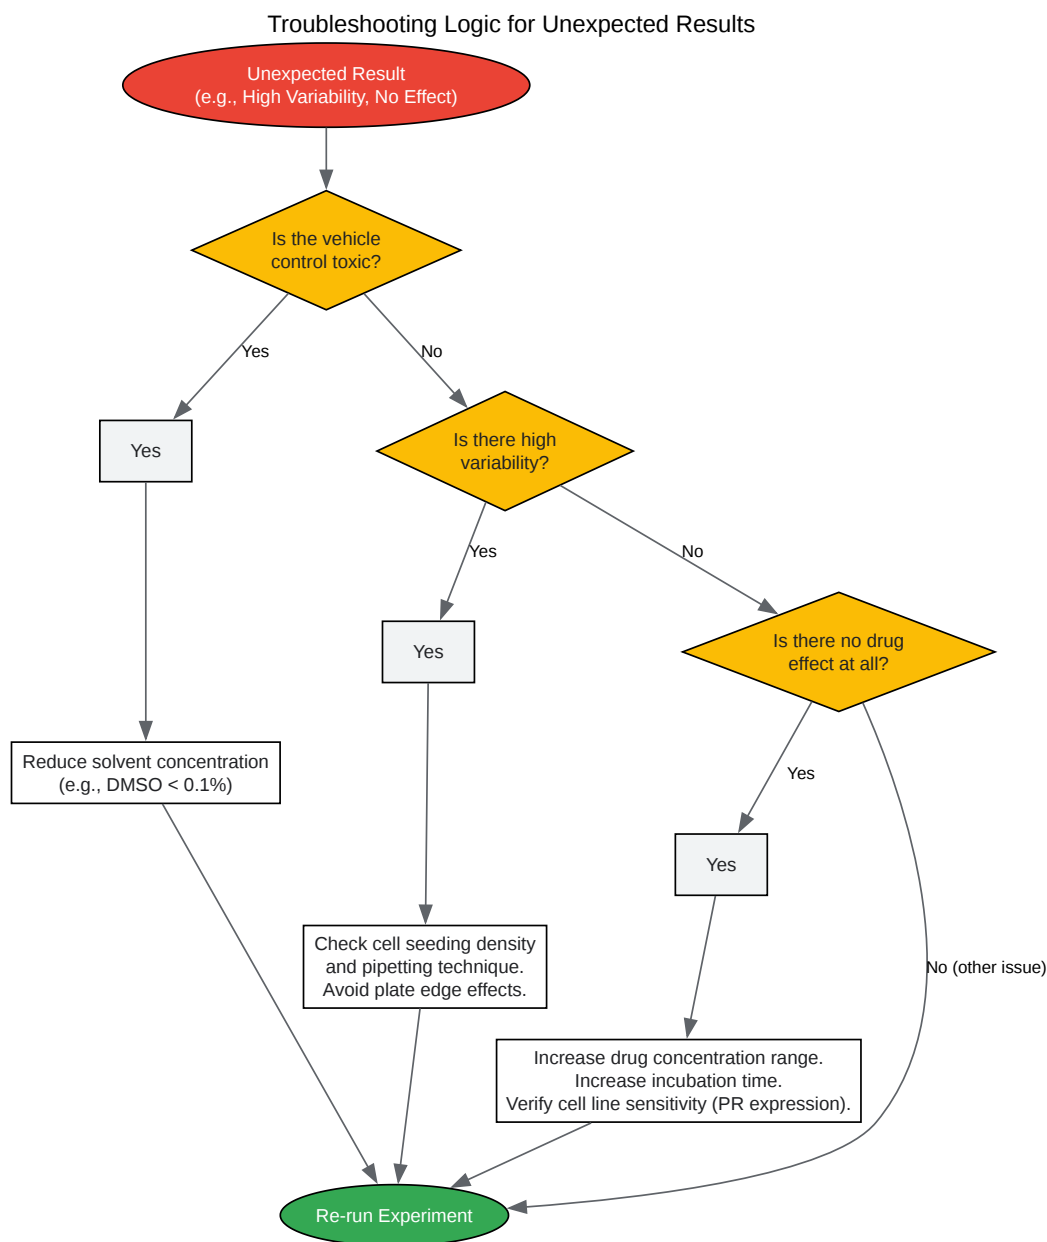 Troubleshooting Logic for Unexpected Results
Unexpected Result
(e.g., High Variability, No Effect)
Is the vehicle
control toxic?
Yes
No
Yes
Is there high
variability?
Yes
No
Yes
Is there no drug
effect at all?
Reduce solvent concentration
(e.g., DMSO < 0.1%)
Yes
Yes
Check cell seeding density
and pipetting technique.
Avoid plate edge effects.
No (other issue)
Increase drug concentration range.
Increase incubation time.
Verify cell line sensitivity (PR expression).
Re-run Experiment